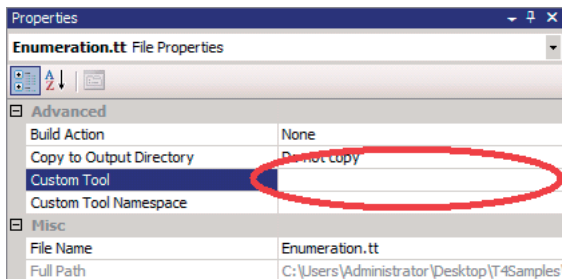 Properties
Enumeration.tt File Properties
Advanced
Build Action None
Copy to Output Directory Do not copy
Custom Tool
Custom Tool Namespace
Misc
File Name Enumeration.tt
Full Path C:\Users\Administrator\Desktop\T4Samples\